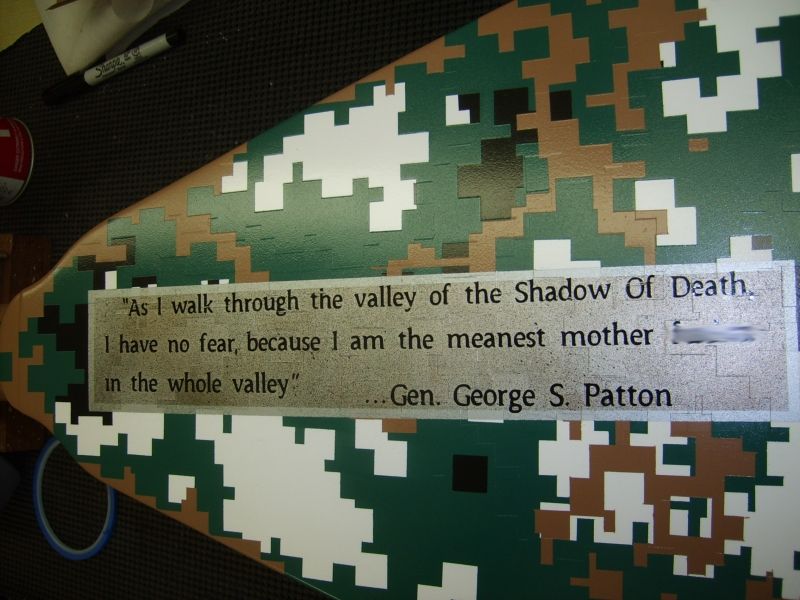 Sharpie
"As I walk through the valley of the Shadow Of Death,
I have no fear, because I am the meanest mother
in the whole valley"
...Gen. George S. Patton